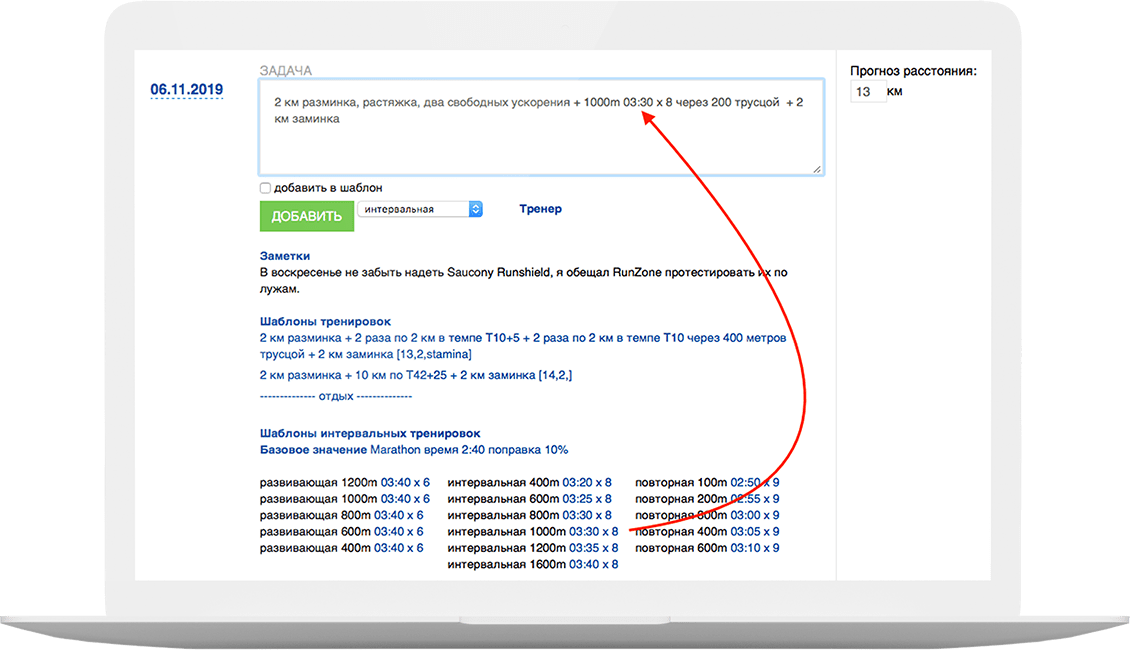 06.11.2019
ЗАДАЧА
2 км разминка, растяжка, два свободных ускорения + 1000m 03:30 x 8 через 200 трусцой + 2
км заминка
добавить в шаблон
ДОБАВИТЬ
интервальная
Тренер
Прогноз расстояния:
13 км
Заметки
В воскресенье не забыть надеть Saucony Runshield, я обещал RunZone протестировать их по
лужам.
Шаблоны тренировок
2 км разминка + 2 раза по 2 км в темпе Т10+5 + 2 раза по 2 км в темпе Т10 через 400 метров
трусцой + 2 км заминка [13,2,stamina]
2 км разминка + 10 км по Т42+25 + 2 км заминка [14,2,]
-------------- отдых --------------
Шаблоны интервальных тренировок
Базовое значение Marathon время 2:40 поправка 10%
развивающая 1200m 03:40 x 6 интервальная 400m 03:20 x 8 повторная 100m 02:50 x 9
развивающая 1000m 03:40 x 6 интервальная 600m 03:25 x 8 повторная 200m 02:55 x 9
развивающая 800m 03:40 x 6 интервальная 800m 03:30 x 8 повторная 300m 03:00 x 9
развивающая 600m 03:40 x 6 интервальная 1000m 03:30 x 8 повторная 400m 03:05 x 9
развивающая 400m 03:40 x 6 интервальная 1200m 03:35 x 8 повторная 600m 03:10 x 9
интервальная 1600m 03:40 x 8